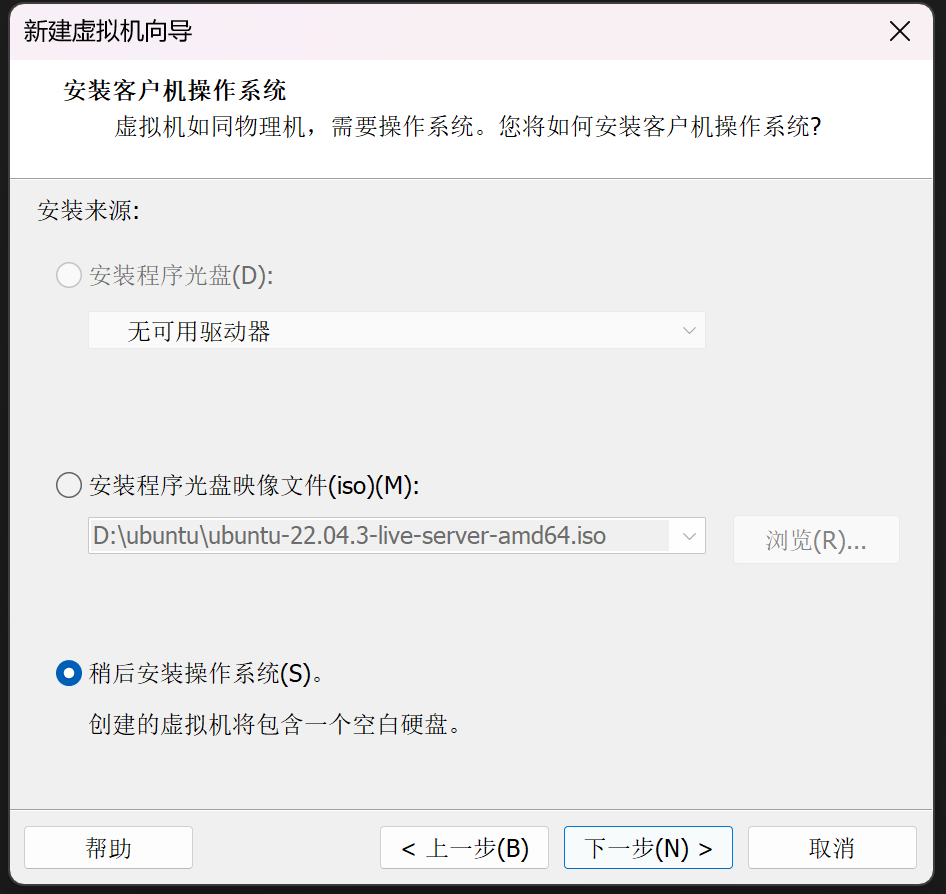 新建虚拟机向导
安装客户机操作系统
虚拟机如同物理机，需要操作系统。您将如何安装客户机操作系统?
安装来源:
安装程序光盘(D):
无可用驱动器
安装程序光盘映像文件(iso)(M):
D:\ubuntu\ubuntu-22.04.3-live-server-amd64.iso
浏览(R)...
稍后安装操作系统(S)。
创建的虚拟机将包含一个空白硬盘。
帮助
< 上一步(B)
下一步(N) >
取消